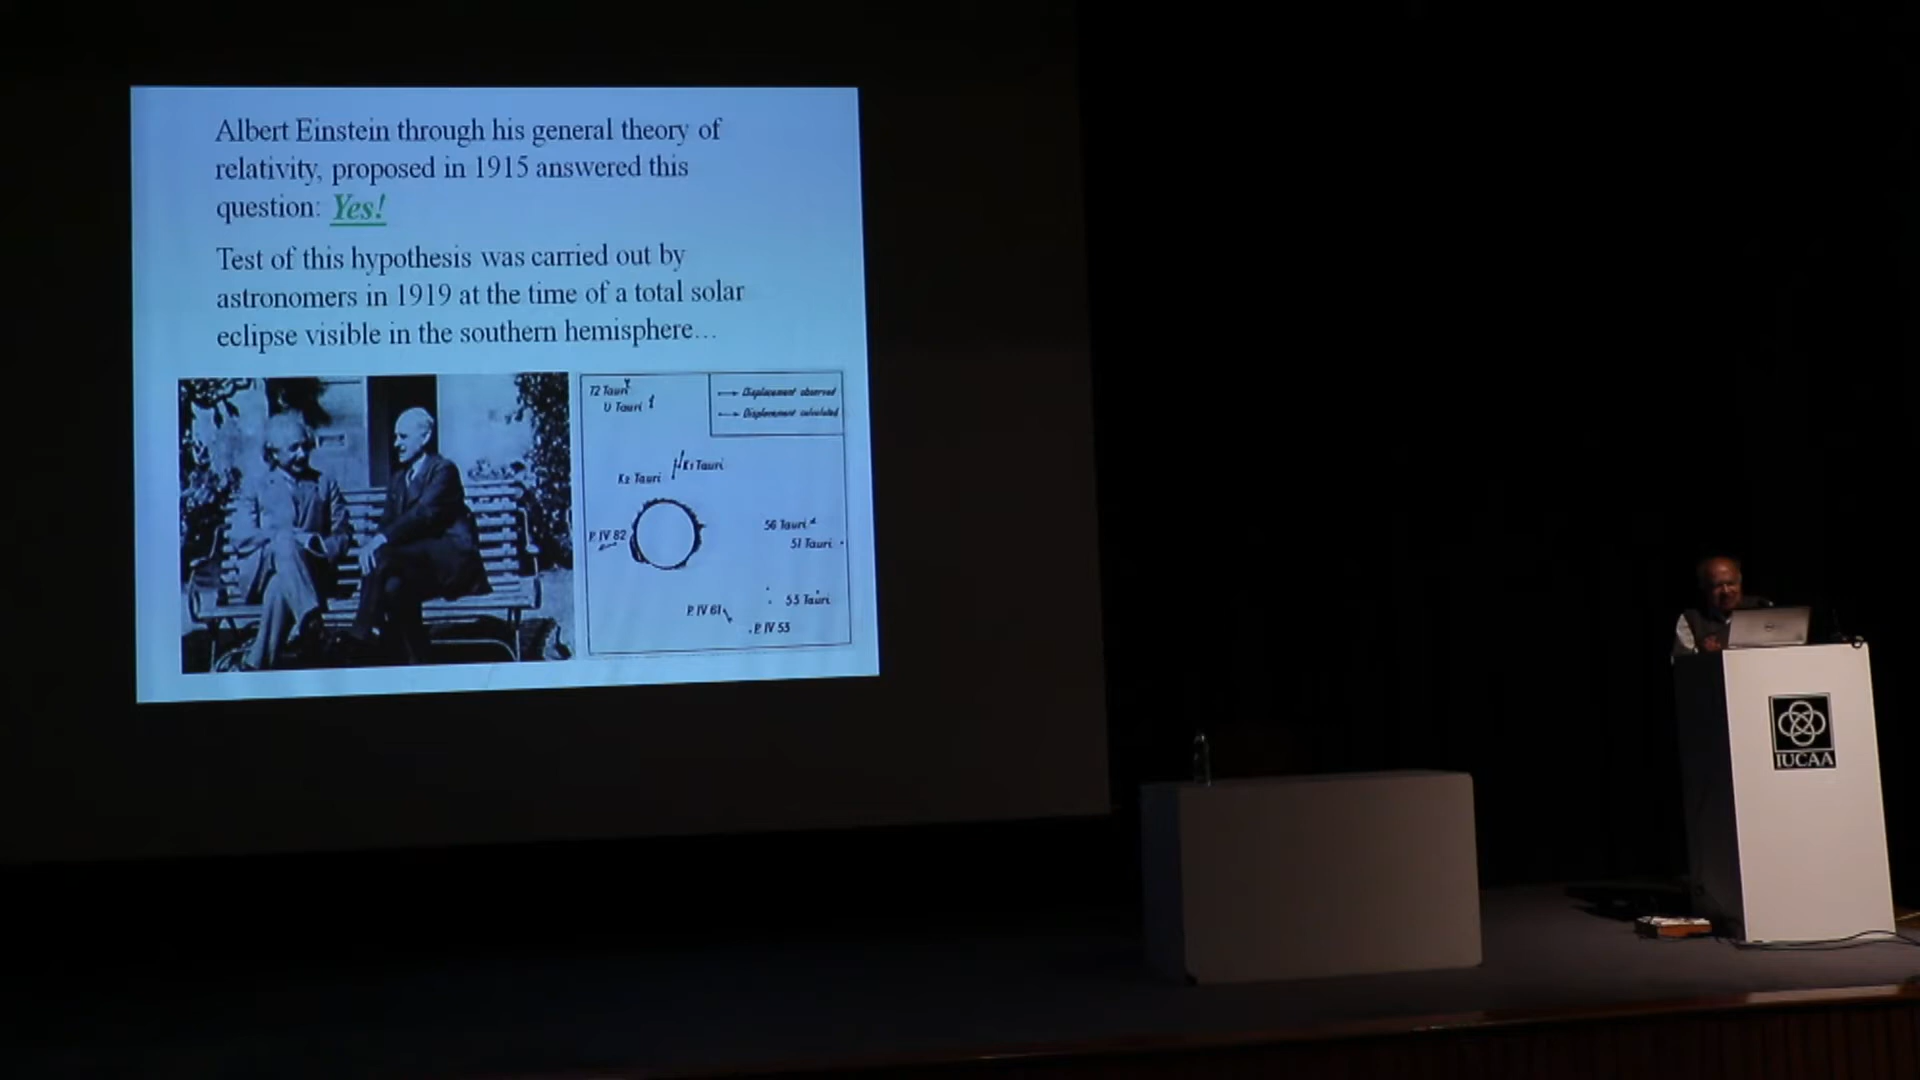 Albert Einstein through his general theory of
relativity, proposed in 1915 answered this
question: Yes!
Test of this hypothesis was carried out by
astronomers in 1919 at the time of a total solar
eclipse visible in the southern hemisphere...
72 Tauri
U Tauri
Displacement observed
Displacement calculated
K1 Tauri
K2 Tauri
P. IV 82
56 Tauri
51 Tauri
53 Tauri
P. IV 61
P. IV 53
IUCAA